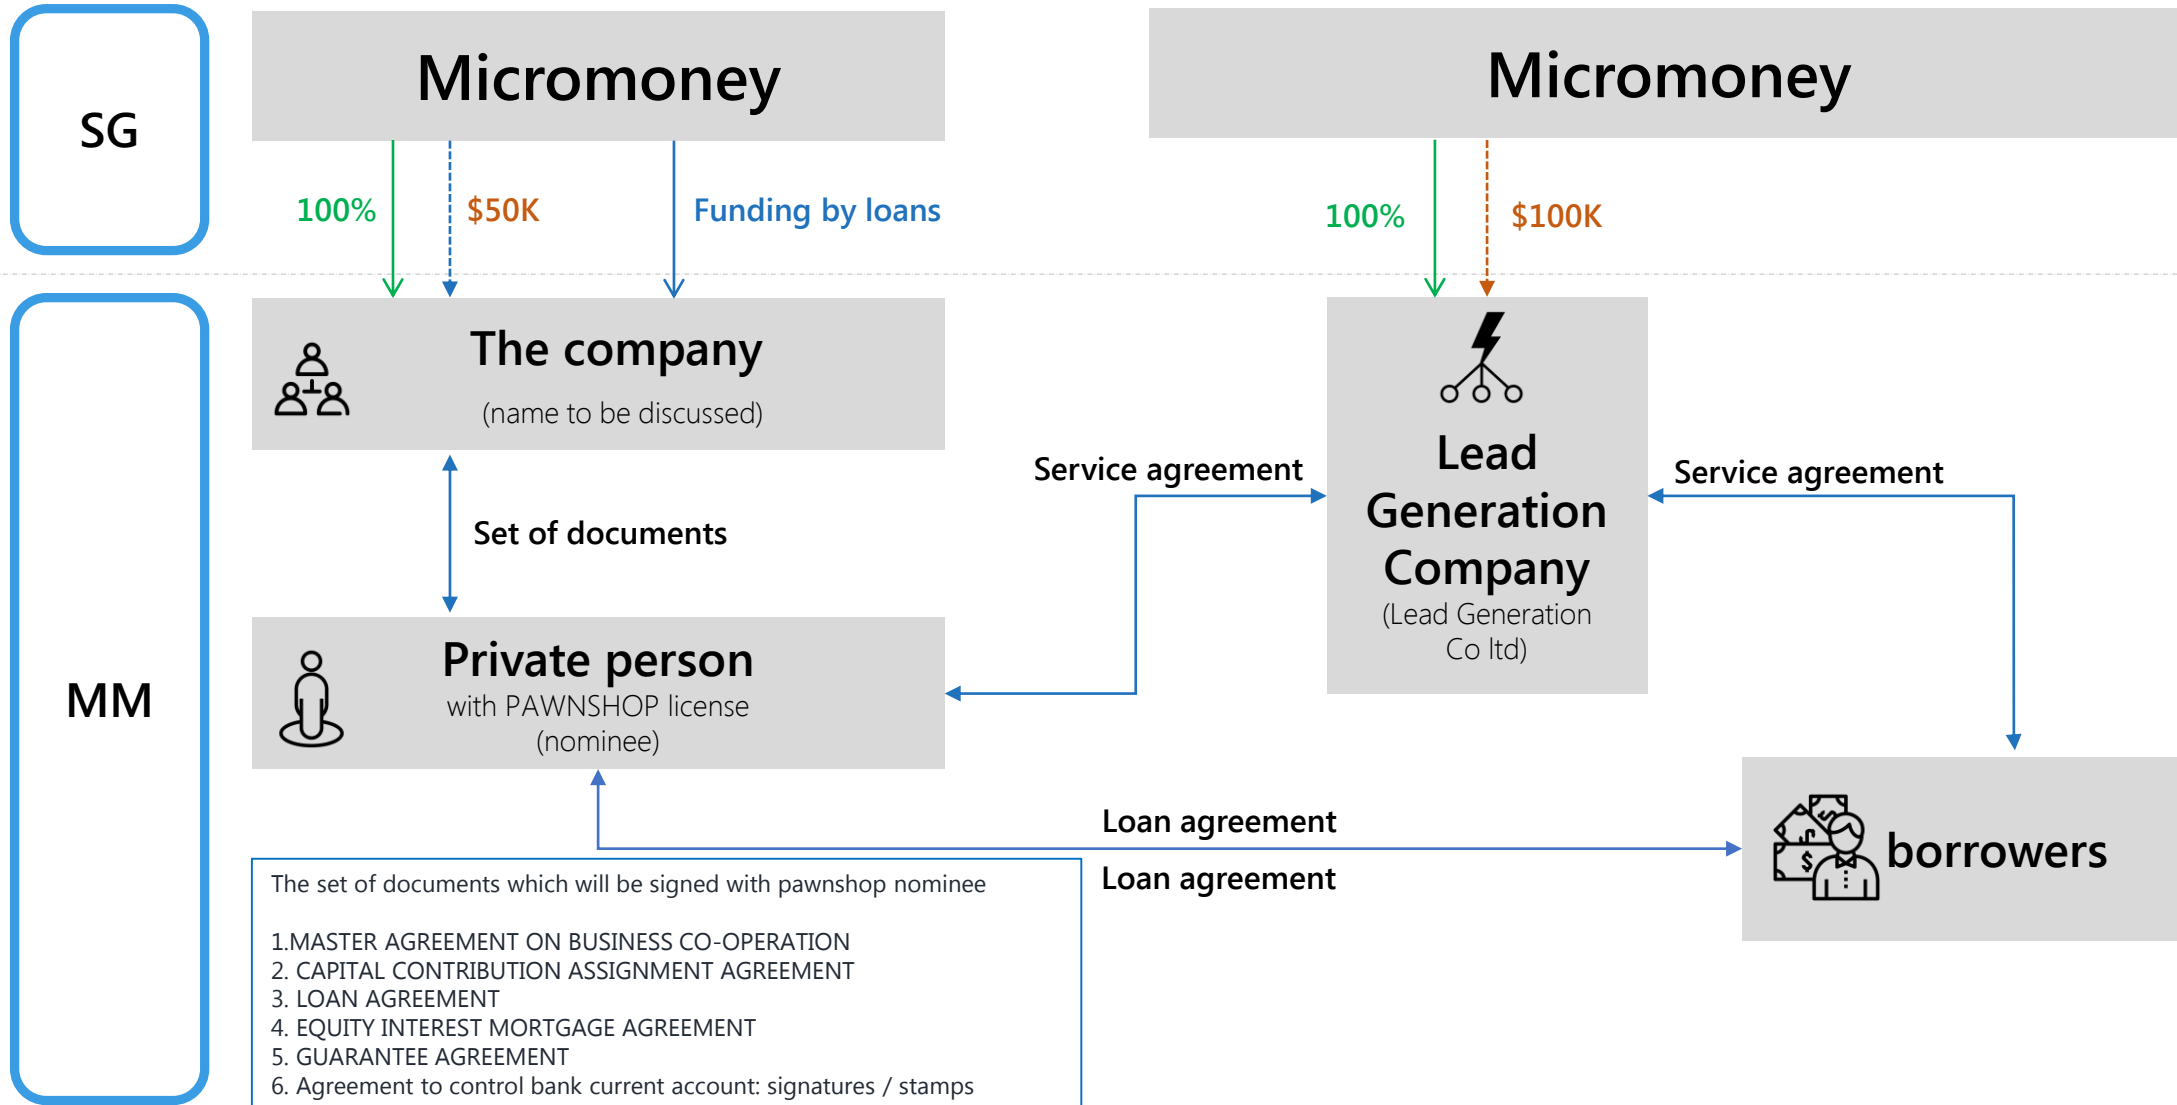 SG
Micromoney
Micromoney
100%
$50K
Funding by loans
100%
$100K
MM
The company
(name to be discussed)
Set of documents
Private person
with PAWNSHOP license
(nominee)
Service agreement
Lead
Generation
Company
(Lead Generation
Co ltd)
Service agreement
Loan agreement
Loan agreement
borrowers
The set of documents which will be signed with pawnshop nominee
1.MASTER AGREEMENT ON BUSINESS CO-OPERATION
2. CAPITAL CONTRIBUTION ASSIGNMENT AGREEMENT
3. LOAN AGREEMENT
4. EQUITY INTEREST MORTGAGE AGREEMENT
5. GUARANTEE AGREEMENT
6. Agreement to control bank current account: signatures / stamps